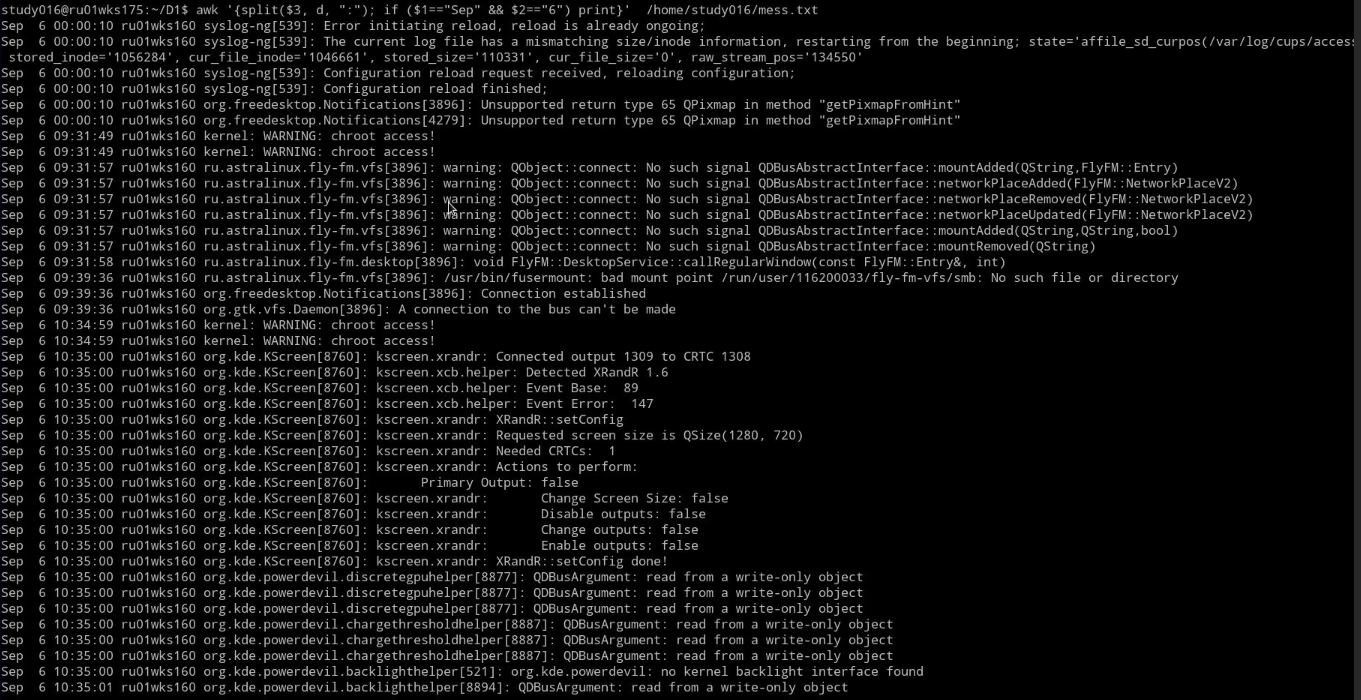 study016@ru01wks175:~/D1$ awk '{split($3, d, ":"); if ($1=="Sep" && $2=="6") print}'  /home/study016/mess.txt
Sep  6 00:00:10 ru01wks160 syslog-ng[539]: Error initiating reload, reload is already ongoing;
Sep  6 00:00:10 ru01wks160 syslog-ng[539]: The current log file has a mismatching size/inode information, restarting from the beginning; state='affile_sd_curpos(/var/log/cups/access
 stored_inode='1056284', cur_file_inode='1046661', stored_size='110331', cur_file_size='0', raw_stream_pos='134550'
Sep  6 00:00:10 ru01wks160 syslog-ng[539]: Configuration reload request received, reloading configuration;
Sep  6 00:00:10 ru01wks160 syslog-ng[539]: Configuration reload finished;
Sep  6 00:00:10 ru01wks160 org.freedesktop.Notifications[3896]: Unsupported return type 65 QPixmap in method "getPixmapFromHint"
Sep  6 00:00:10 ru01wks160 org.freedesktop.Notifications[4279]: Unsupported return type 65 QPixmap in method "getPixmapFromHint"
Sep  6 09:31:49 ru01wks160 kernel: WARNING: chroot access!
Sep  6 09:31:49 ru01wks160 kernel: WARNING: chroot access!
Sep  6 09:31:57 ru01wks160 ru.astralinux.fly-fm.vfs[3896]: warning: QObject::connect: No such signal QDBusAbstractInterface::mountAdded(QString,FlyFM::Entry)
Sep  6 09:31:57 ru01wks160 ru.astralinux.fly-fm.vfs[3896]: warning: QObject::connect: No such signal QDBusAbstractInterface::networkPlaceAdded(FlyFM::NetworkPlaceV2)
Sep  6 09:31:57 ru01wks160 ru.astralinux.fly-fm.vfs[3896]: warning: QObject::connect: No such signal QDBusAbstractInterface::networkPlaceRemoved(FlyFM::NetworkPlaceV2)
Sep  6 09:31:57 ru01wks160 ru.astralinux.fly-fm.vfs[3896]: warning: QObject::connect: No such signal QDBusAbstractInterface::networkPlaceUpdated(FlyFM::NetworkPlaceV2)
Sep  6 09:31:57 ru01wks160 ru.astralinux.fly-fm.vfs[3896]: warning: QObject::connect: No such signal QDBusAbstractInterface::mountAdded(QString,QString,bool)
Sep  6 09:31:57 ru01wks160 ru.astralinux.fly-fm.vfs[3896]: warning: QObject::connect: No such signal QDBusAbstractInterface::mountRemoved(QString)
Sep  6 09:31:58 ru01wks160 ru.astralinux.fly-fm.desktop[3896]: void FlyFM::DesktopService::callRegularWindow(const FlyFM::Entry&, int)
Sep  6 09:39:36 ru01wks160 ru.astralinux.fly-fm.vfs[3896]: /usr/bin/fusermount: bad mount point /run/user/116200033/fly-fm-vfs/smb: No such file or directory
Sep  6 09:39:36 ru01wks160 org.freedesktop.Notifications[3896]: Connection established
Sep  6 09:39:36 ru01wks160 org.gtk.vfs.Daemon[3896]: A connection to the bus can't be made
Sep  6 10:34:59 ru01wks160 kernel: WARNING: chroot access!
Sep  6 10:34:59 ru01wks160 kernel: WARNING: chroot access!
Sep  6 10:35:00 ru01wks160 org.kde.KScreen[8760]: kscreen.xrandr: Connected output 1309 to CRTC 1308
Sep  6 10:35:00 ru01wks160 org.kde.KScreen[8760]: kscreen.xcb.helper: Detected XRandR 1.6
Sep  6 10:35:00 ru01wks160 org.kde.KScreen[8760]: kscreen.xcb.helper: Event Base:  89
Sep  6 10:35:00 ru01wks160 org.kde.KScreen[8760]: kscreen.xcb.helper: Event Error:  147
Sep  6 10:35:00 ru01wks160 org.kde.KScreen[8760]: kscreen.xrandr: XRandR::setConfig
Sep  6 10:35:00 ru01wks160 org.kde.KScreen[8760]: kscreen.xrandr: Requested screen size is QSize(1280, 720)
Sep  6 10:35:00 ru01wks160 org.kde.KScreen[8760]: kscreen.xrandr: Needed CRTCs:  1
Sep  6 10:35:00 ru01wks160 org.kde.KScreen[8760]: kscreen.xrandr: Actions to perform:
Sep  6 10:35:00 ru01wks160 org.kde.KScreen[8760]:       Primary Output: false
Sep  6 10:35:00 ru01wks160 org.kde.KScreen[8760]: kscreen.xrandr:       Change Screen Size: false
Sep  6 10:35:00 ru01wks160 org.kde.KScreen[8760]: kscreen.xrandr:       Disable outputs: false
Sep  6 10:35:00 ru01wks160 org.kde.KScreen[8760]: kscreen.xrandr:       Change outputs: false
Sep  6 10:35:00 ru01wks160 org.kde.KScreen[8760]: kscreen.xrandr:       Enable outputs: false
Sep  6 10:35:00 ru01wks160 org.kde.KScreen[8760]: kscreen.xrandr: XRandR::setConfig done!
Sep  6 10:35:00 ru01wks160 org.kde.powerdevil.discretegpuhelper[8877]: QDBusArgument: read from a write-only object
Sep  6 10:35:00 ru01wks160 org.kde.powerdevil.discretegpuhelper[8877]: QDBusArgument: read from a write-only object
Sep  6 10:35:00 ru01wks160 org.kde.powerdevil.discretegpuhelper[8877]: QDBusArgument: read from a write-only object
Sep  6 10:35:00 ru01wks160 org.kde.powerdevil.chargethresholdhelper[8887]: QDBusArgument: read from a write-only object
Sep  6 10:35:00 ru01wks160 org.kde.powerdevil.chargethresholdhelper[8887]: QDBusArgument: read from a write-only object
Sep  6 10:35:00 ru01wks160 org.kde.powerdevil.chargethresholdhelper[8887]: QDBusArgument: read from a write-only object
Sep  6 10:35:00 ru01wks160 org.kde.powerdevil.backlighthelper[521]: org.kde.powerdevil: no kernel backlight interface found
Sep  6 10:35:01 ru01wks160 org.kde.powerdevil.backlighthelper[8894]: QDBusArgument: read from a write-only object